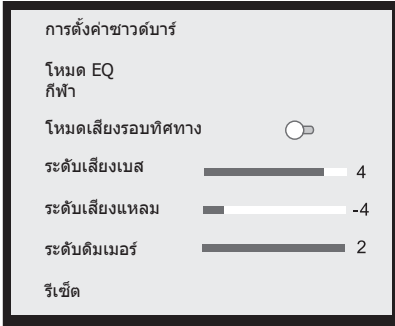 การตั้งค่าซาวด์บาร์
โหมด EQ
กีฬา
โหมดเสียงรอบทิศทาง
ระดับเสียงเบส 4
ระดับเสียงแหลม -4
ระดับดิมเมอร์ 2
รีเซ็ต